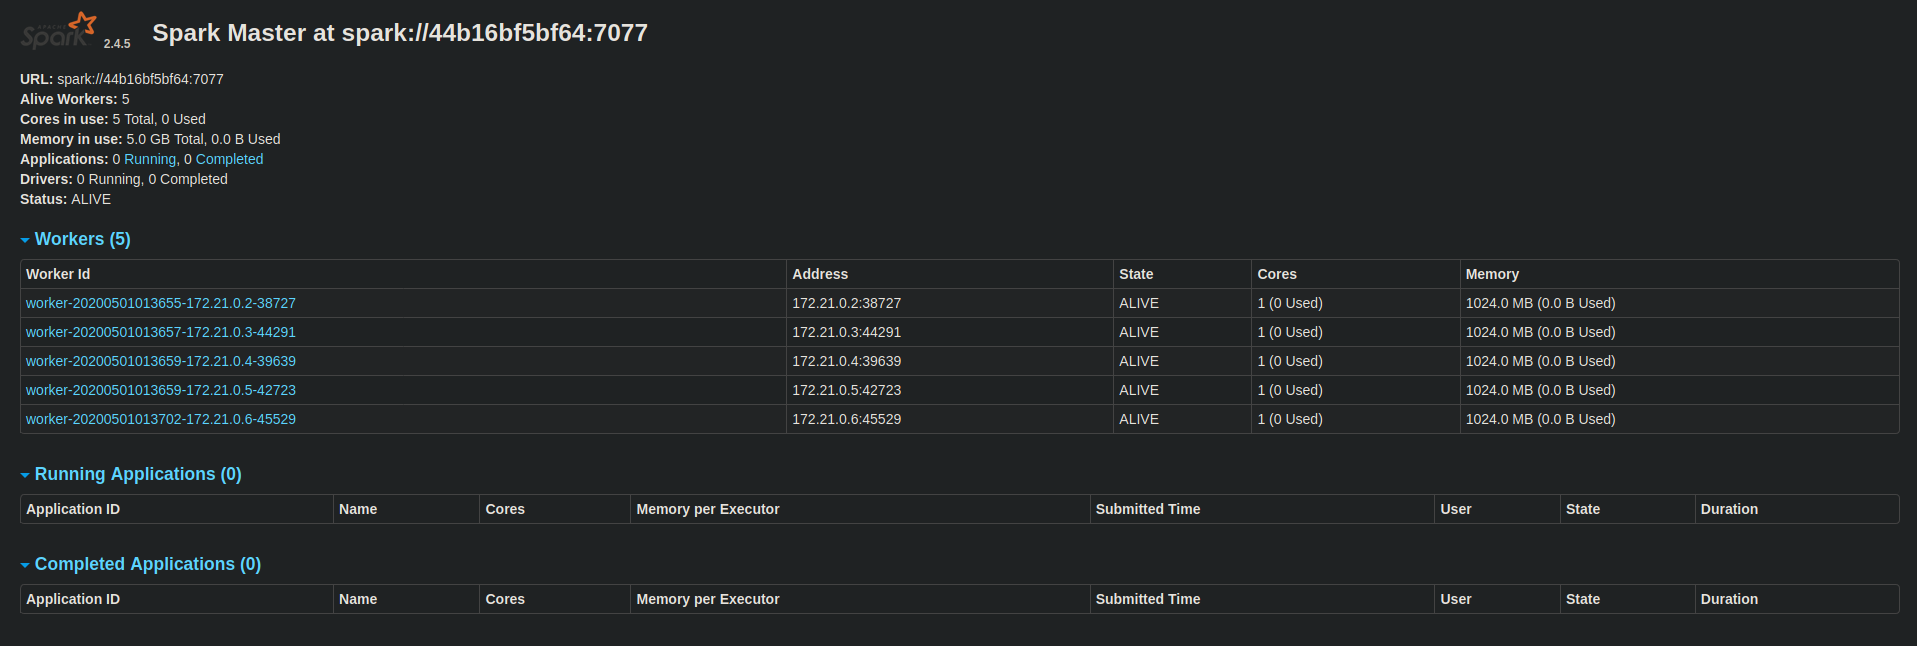 APACHE
Spark 2.4.5 Spark Master at spark://44b16bf5bf64:7077
URL: spark://44b16bf5bf64:7077
Alive Workers: 5
Cores in use: 5 Total, 0 Used
Memory in use: 5.0 GB Total, 0.0 B Used
Applications: 0 Running, 0 Completed
Drivers: 0 Running, 0 Completed
Status: ALIVE
Workers (5)
Worker Id Address State Cores Memory
worker-20200501013655-172.21.0.2-38727 172.21.0.2:38727 ALIVE 1 (0 Used) 1024.0 MB (0.0 B Used)
worker-20200501013657-172.21.0.3-44291 172.21.0.3:44291 ALIVE 1 (0 Used) 1024.0 MB (0.0 B Used)
worker-20200501013659-172.21.0.4-39639 172.21.0.4:39639 ALIVE 1 (0 Used) 1024.0 MB (0.0 B Used)
worker-20200501013659-172.21.0.5-42723 172.21.0.5:42723 ALIVE 1 (0 Used) 1024.0 MB (0.0 B Used)
worker-20200501013702-172.21.0.6-45529 172.21.0.6:45529 ALIVE 1 (0 Used) 1024.0 MB (0.0 B Used)
Running Applications (0)
Application ID Name Cores Memory per Executor Submitted Time User State Duration
Completed Applications (0)
Application ID Name Cores Memory per Executor Submitted Time User State Duration